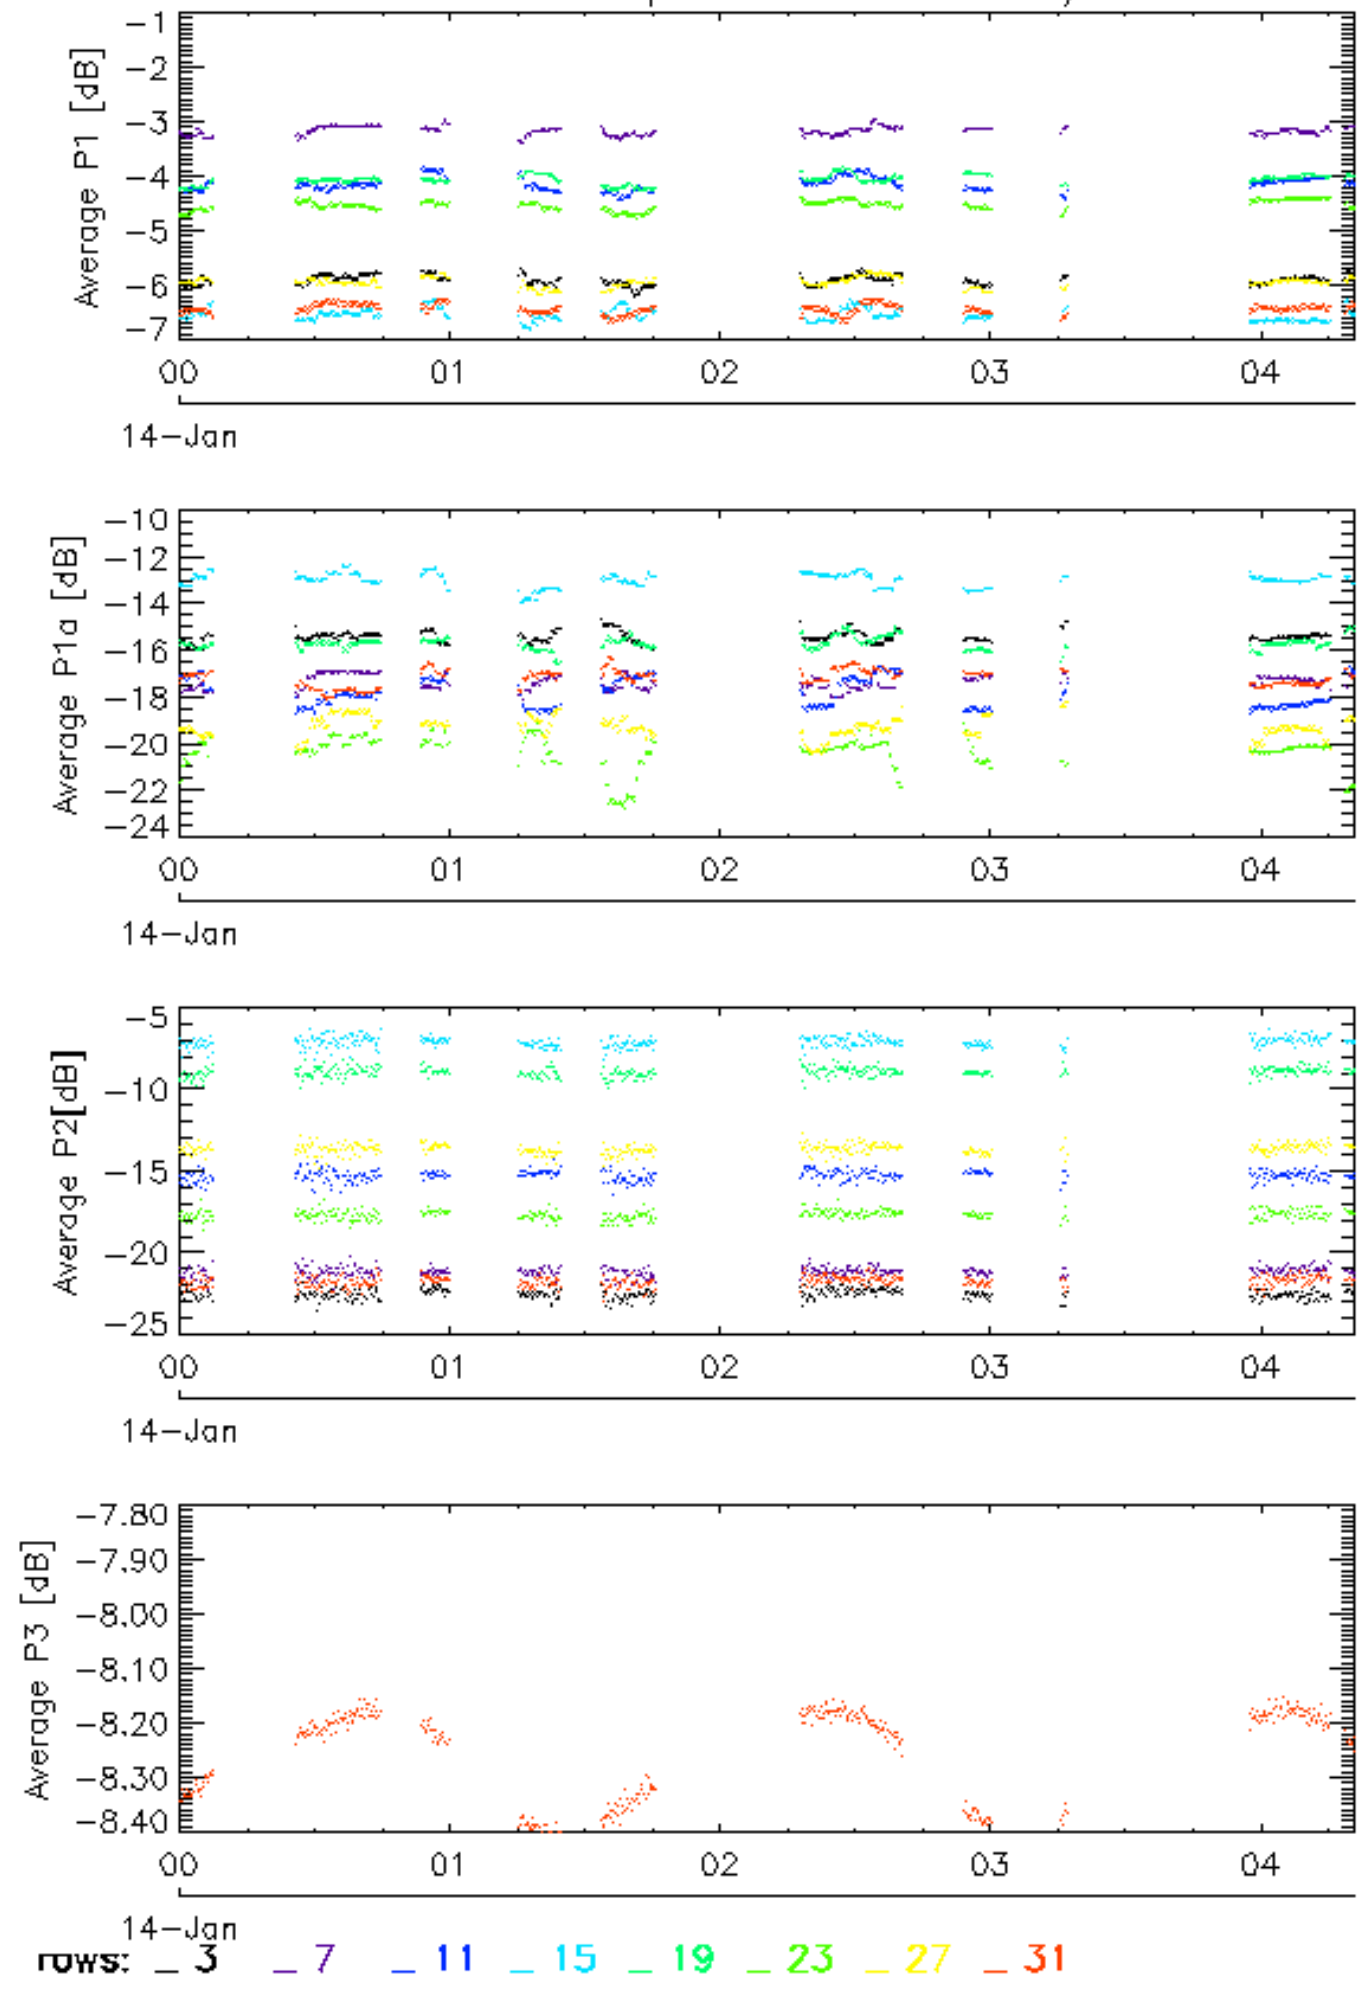 Average P1 [dB]
-1
-2
-3
-4
-5
-6
-7
00 01 02 03 04
14-Jan
Average P1a [dB]
-10
-12
-14
-16
-18
-20
-22
-24
00 01 02 03 04
14-Jan
Average P2[dB]
-5
-10
-15
-20
-25
00 01 02 03 04
14-Jan
Average P3 [dB]
-7.80
-7.90
-8.00
-8.10
-8.20
-8.30
-8.40
00 01 02 03 04
14-Jan
rows: _ 3 _ 7 _ 11 _ 15 _ 19 _ 23 _ 27 _ 31